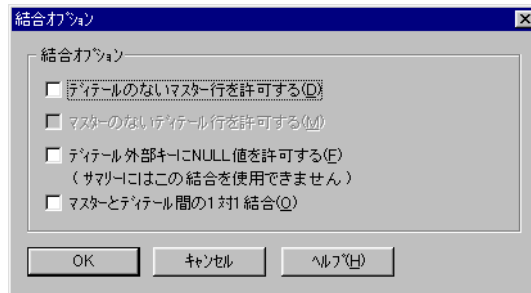 結合ｵﾌﾟｼｮﾝ
結合ｵﾌﾟｼｮﾝ
ﾃﾞｨﾃｰﾙのないﾏｽﾀｰ行を許可する(D)
ﾏｽﾀｰのないﾃﾞｨﾃｰﾙ行を許可する(M)
ﾃﾞｨﾃｰﾙ外部ｷｰにNULL値を許可する(F)
（ｻﾏﾘｰにはこの結合を使用できません）
ﾏｽﾀｰとﾃﾞｨﾃｰﾙ間の1対1結合(O)
OK ｷｬﾝｾﾙ ﾍﾙﾌﾟ(H)